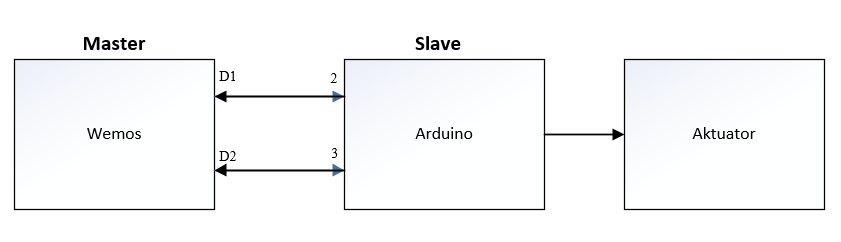 Master
Slave
D1
2
Wemos
Arduino
Aktuator
D2
3